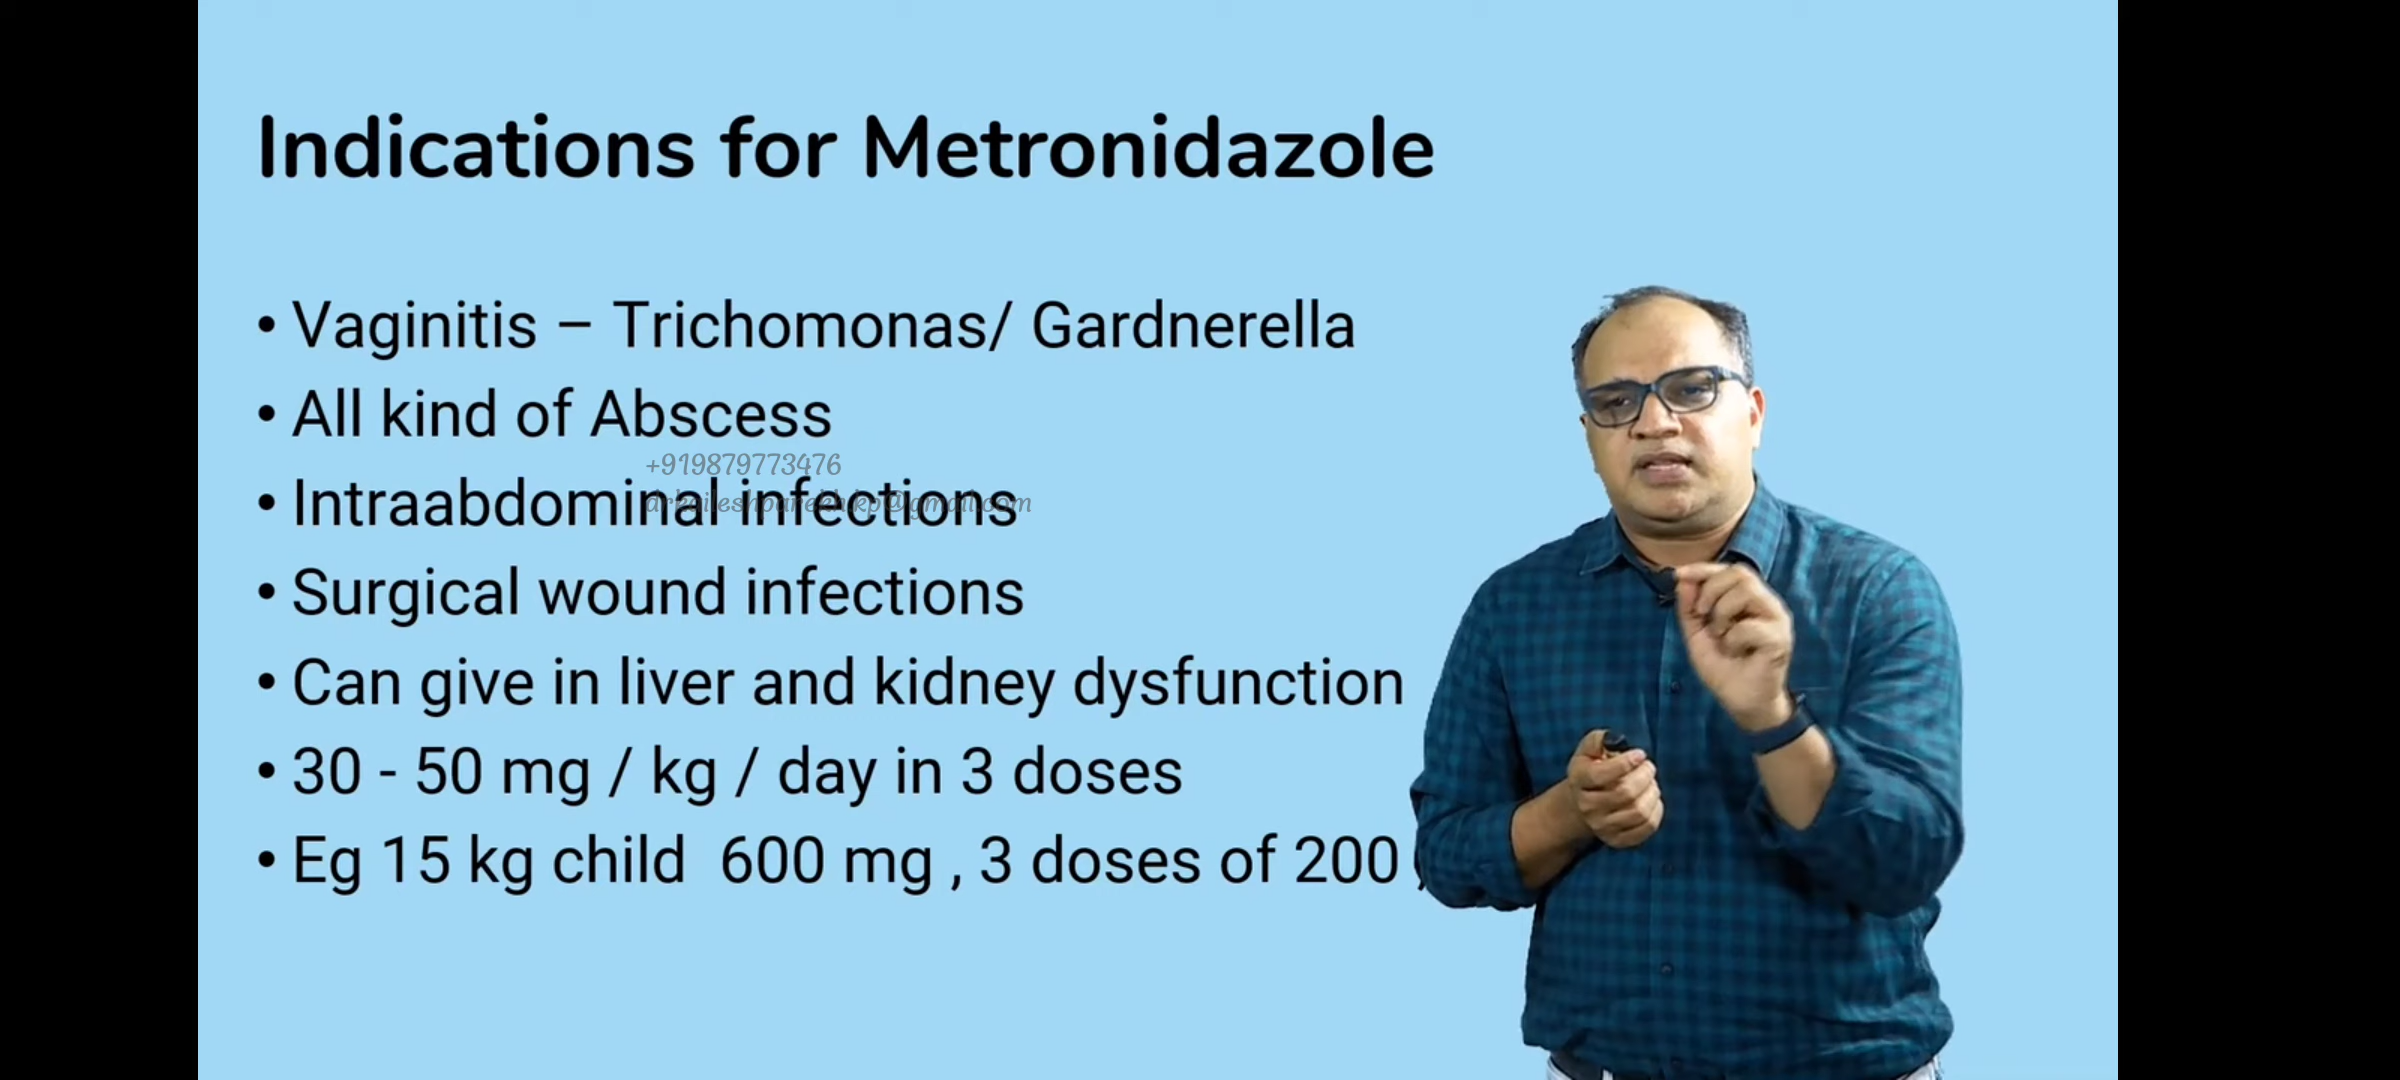 Indications for Metronidazole
• Vaginitis – Trichomonas/ Gardnerella
• All kind of Abscess
+919879773476
• Intraabdominal infections
• Surgical wound infections
• Can give in liver and kidney dysfunction
• 30 - 50 mg / kg / day in 3 doses
• Eg 15 kg child 600 mg , 3 doses of 200